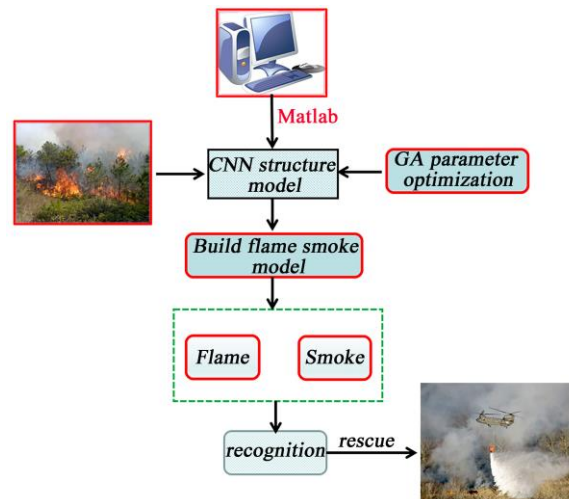 Matlab
CNN structure
model
GA parameter
optimization
Build flame smoke
model
Flame
Smoke
recognition
rescue